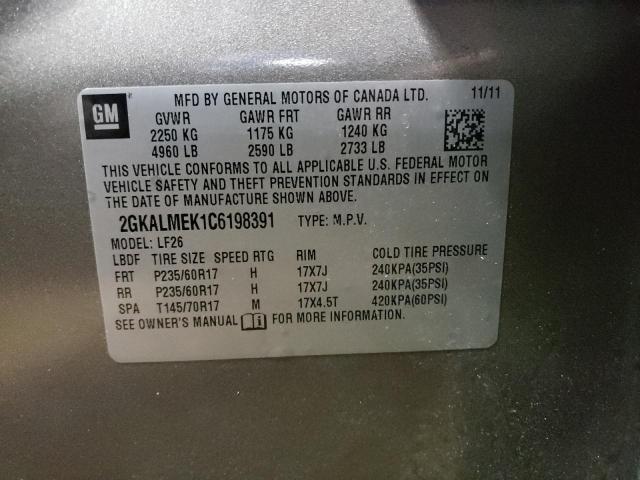 GM
MFD BY GENERAL MOTORS OF CANADA LTD. 11/11
GVWR GAWR FRT GAWR RR
2250 KG 1175 KG 1240 KG
4960 LB 2590 LB 2733 LB
THIS VEHICLE CONFORMS TO ALL APPLICABLE U.S. FEDERAL MOTOR
VEHICLE SAFETY AND THEFT PREVENTION STANDARDS IN EFFECT ON
THE DATE OF MANUFACTURE SHOWN ABOVE.
2GKALMEK1C6198391 TYPE: M.P.V.
MODEL: LF26
LBDF TIRE SIZE SPEED RTG RIM COLD TIRE PRESSURE
FRT P235/60R17 H 17X7J 240KPA(35PSI)
RR P235/60R17 H 17X7J 240KPA(35PSI)
SPA T145/70R17 M 17X4.5T 420KPA(60PSI)
SEE OWNER'S MANUAL FOR MORE INFORMATION.